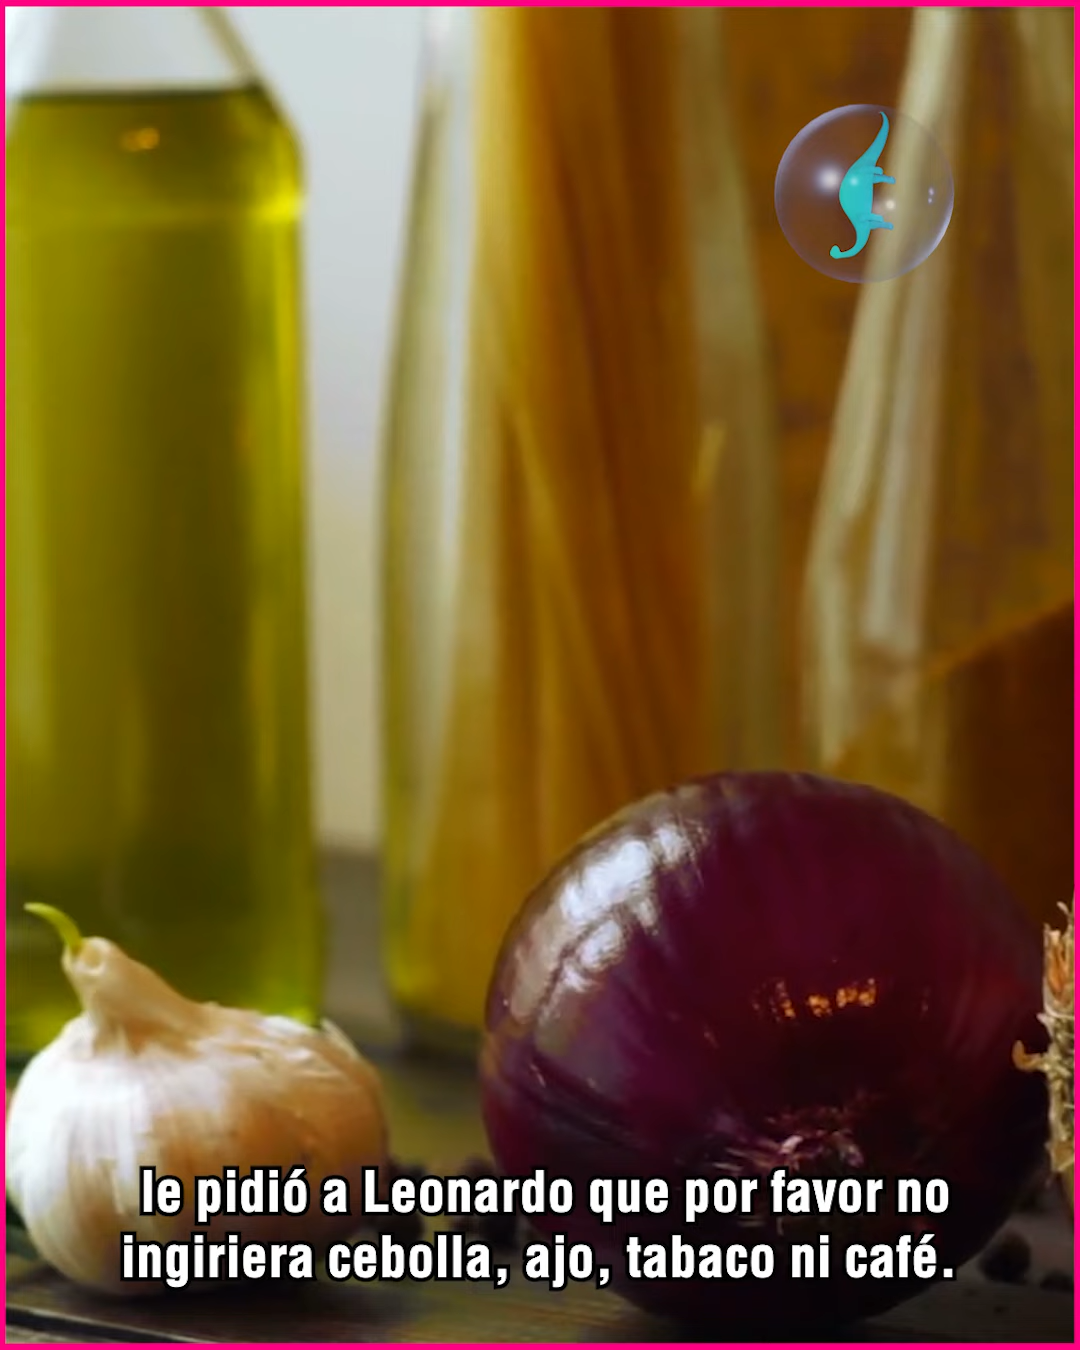 le pidió a Leonardo que por favor no
ingiriera cebolla, ajo, tabaco ni café.